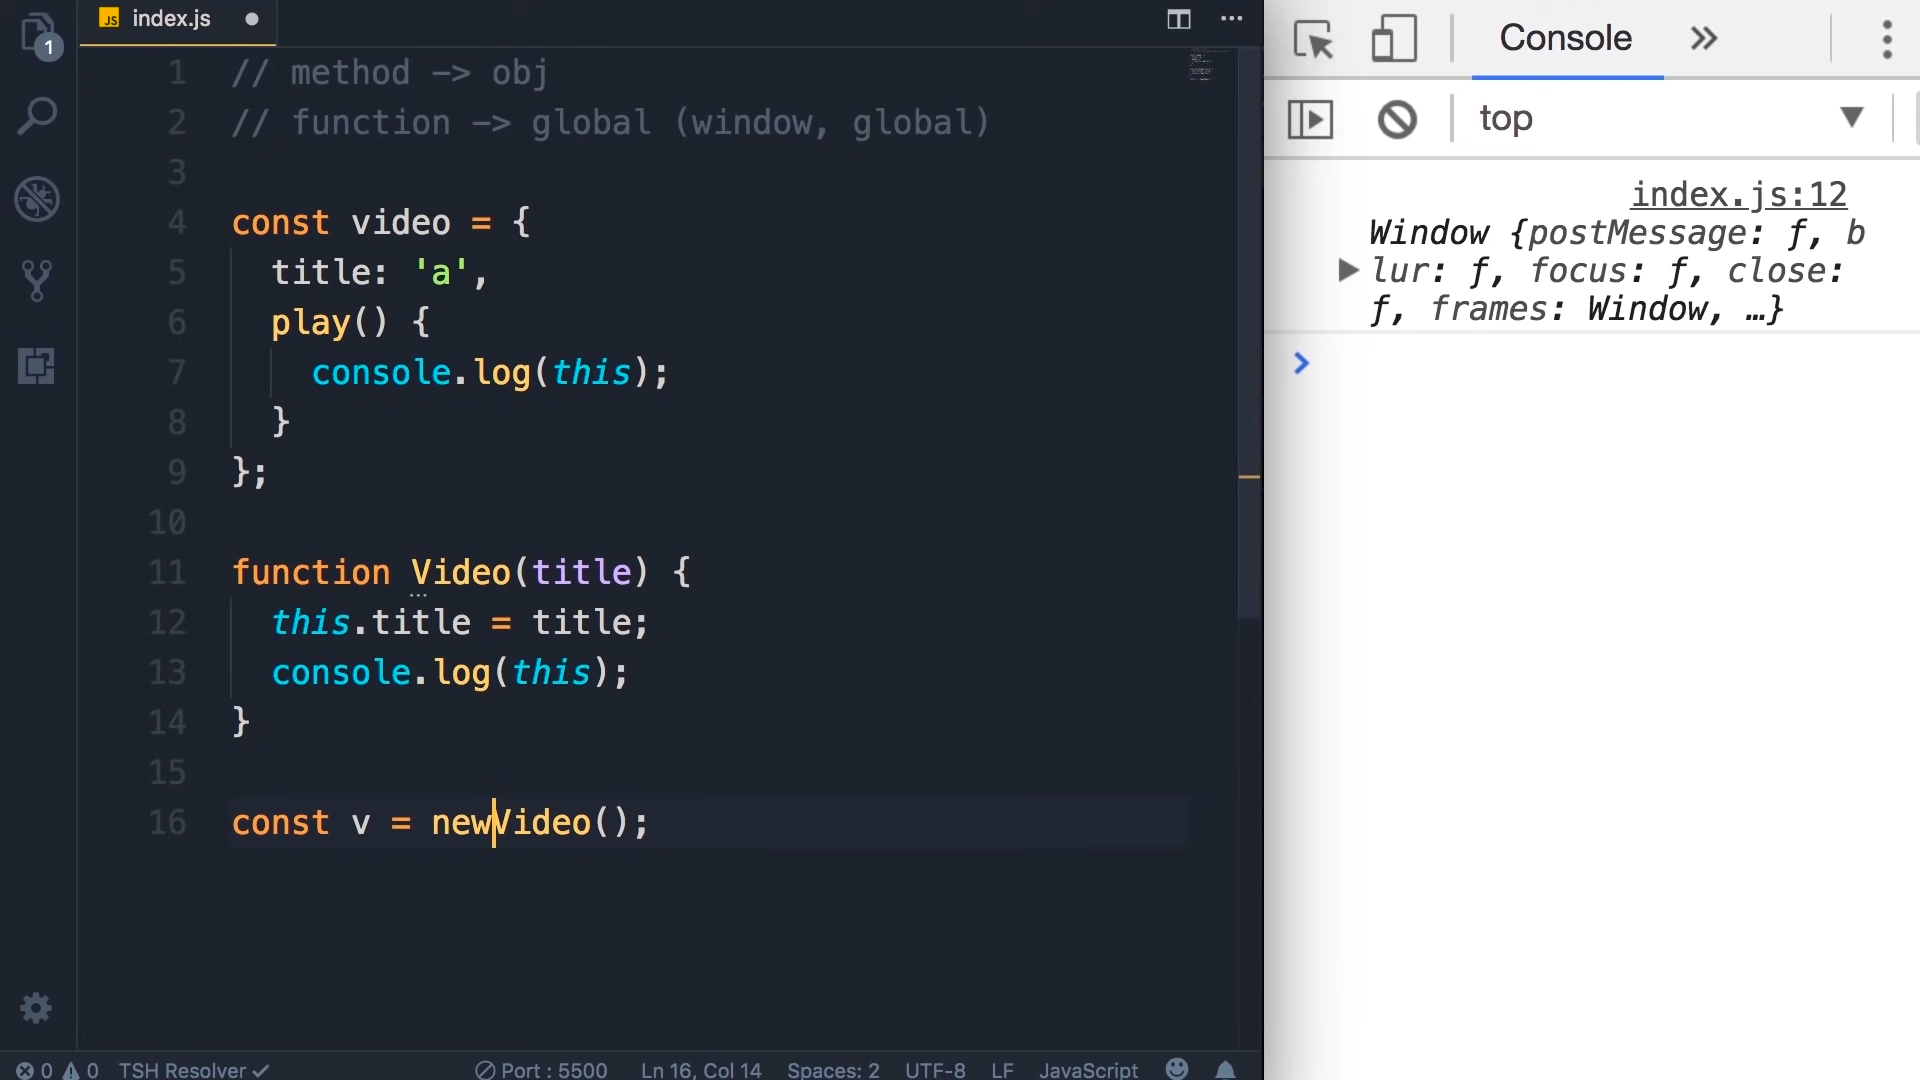 index.js
1
1 // method -> obj
2 // function -> global (window, global)
3
4 const video = {
5 title: 'a',
6 play() {
7 console.log(this);
8 }
9 };
10
11 function Video(title) {
12 this.title = title;
13 console.log(this);
14 }
15
16 const v = newVideo();
0 0 TSH Resolver Port : 5500 Ln 16, Col 14 Spaces: 2 UTF-8 LF JavaScript
Console
top
index.js:12
Window {postMessage: ƒ, b
lur: ƒ, focus: ƒ, close:
ƒ, frames: Window, …}